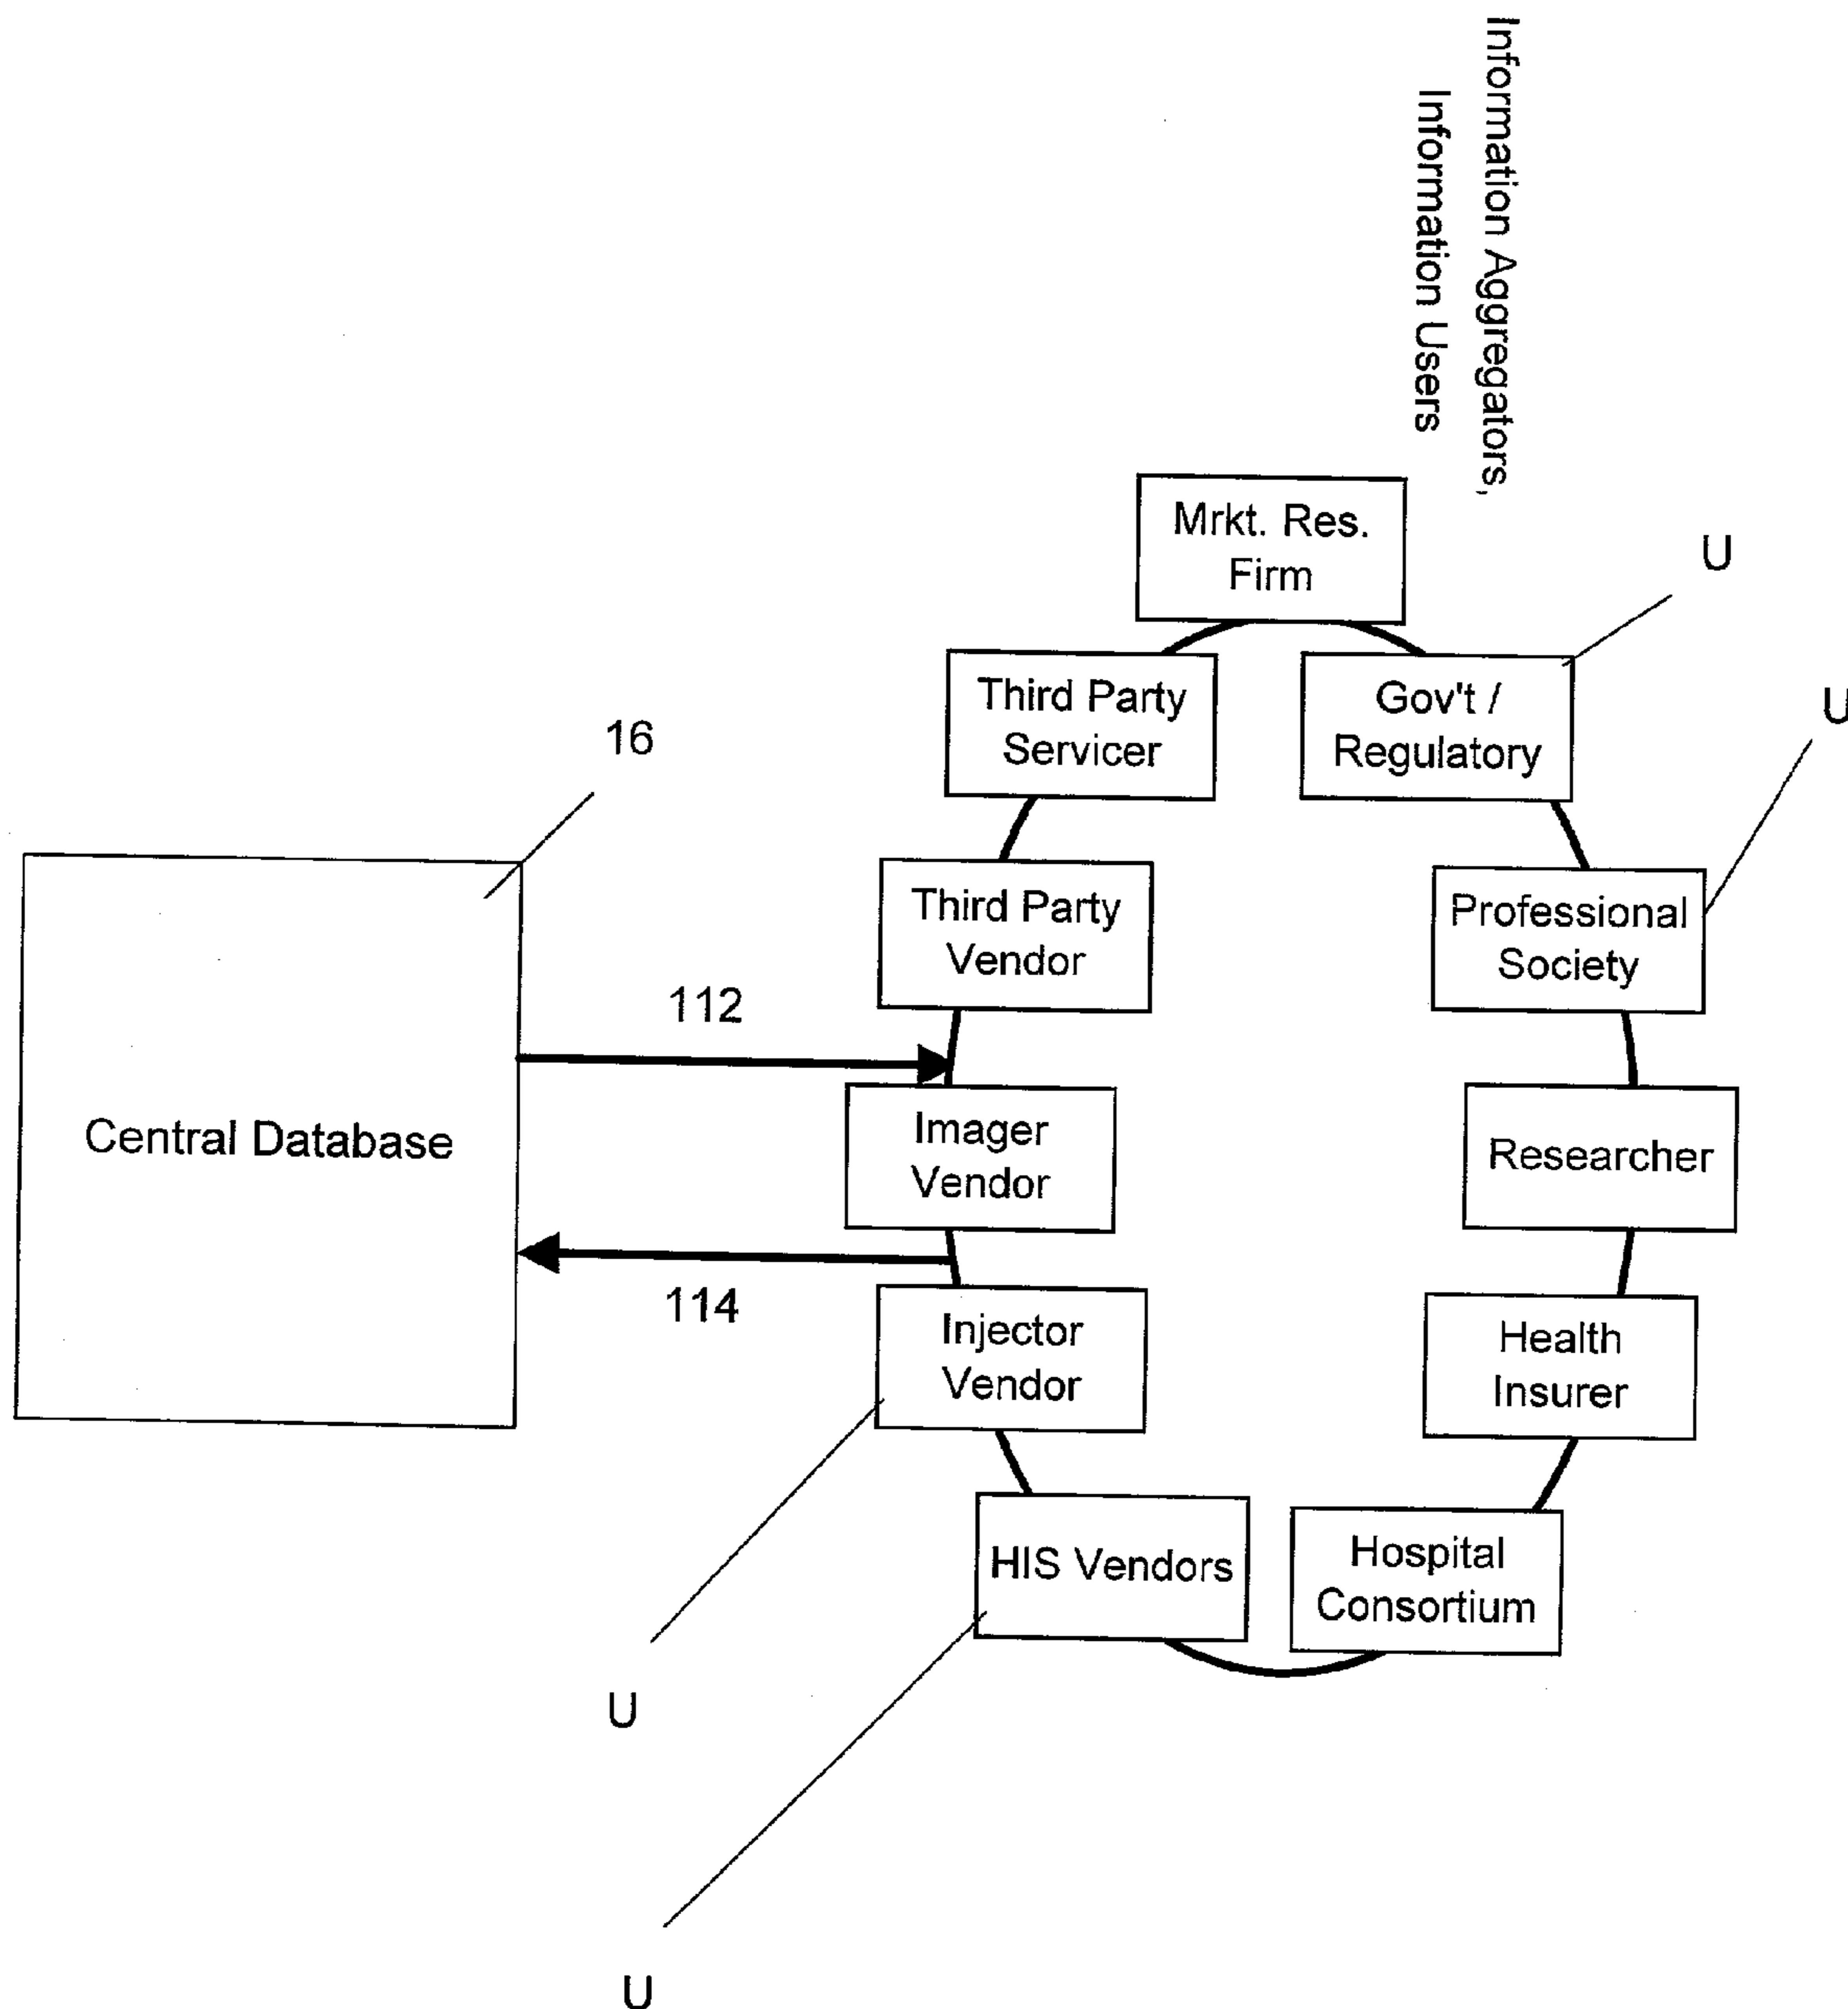 Information Aggregators,
Information Users
Mrkt. Res.
Firm
U
Third Party
Servicer
Gov't /
Regulatory
U
16
Third Party
Vendor
Professional
Society
112
Central Database
Imager
Vendor
Researcher
114
Injector
Vendor
Health
Insurer
HIS Vendors
Hospital
Consortium
U
U